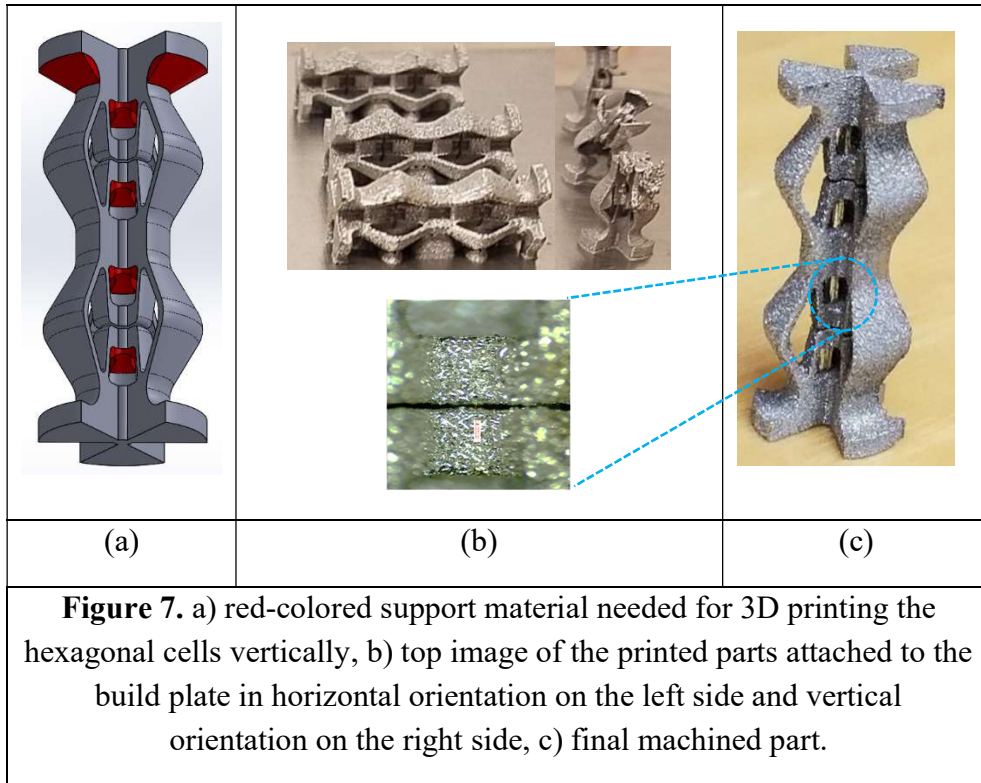 (a)
(b)
(c)
Figure 7. a) red-colored support material needed for 3D printing the
hexagonal cells vertically, b) top image of the printed parts attached to the
build plate in horizontal orientation on the left side and vertical
orientation on the right side, c) final machined part.